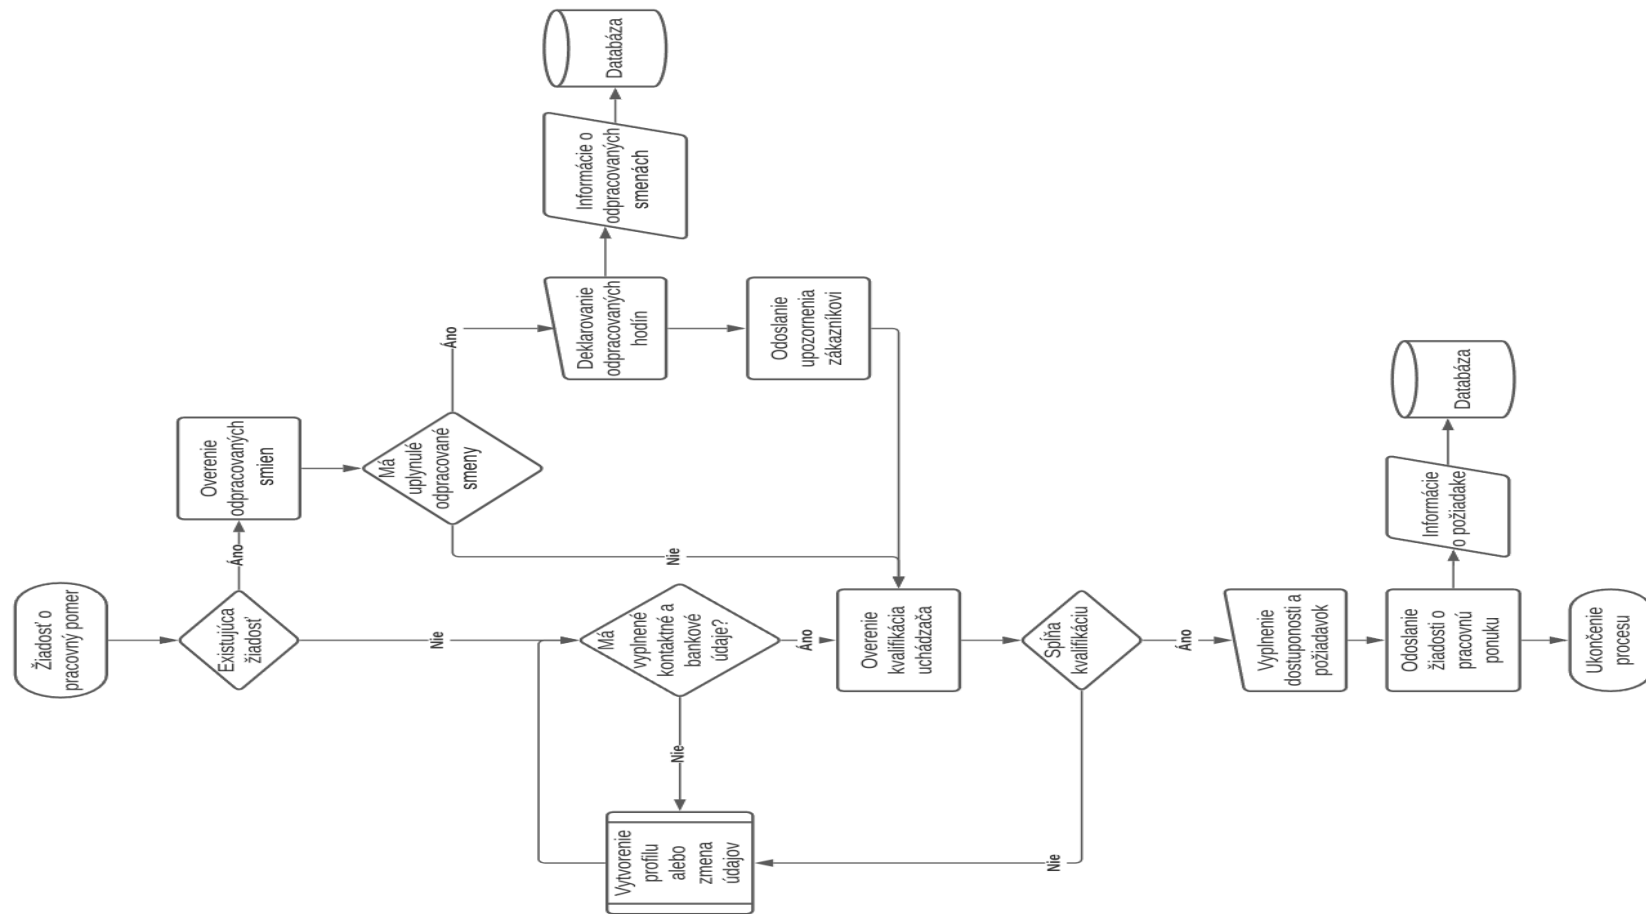 Žiadosť o
pracovný pomer
Existujúca
žiadosť
Áno
Overenie
odpracovaných
smien
Má
uplynulé
odpracované
smeny
Áno
Deklarovanie
odpracovaných
hodín
Informácie o
odpracovaných
smenách
Databáza
Odoslanie
upozornenia
zákazníkovi
Nie
Nie
Má
vyplnené
kontaktné a
bankové
údaje?
Áno
Nie
Vytvorenie
profilu
alebo
zmena
údajov
Overenie
kvalifikácia
uchádzača
Spĺňa
kvalifikáciu
Nie
Áno
Vyplnenie
dostuponosti a
požiadavok
Odoslanie
žiadosti o
pracovnú
ponuku
Informácie
o požiadake
Databáza
Ukončenie
procesu